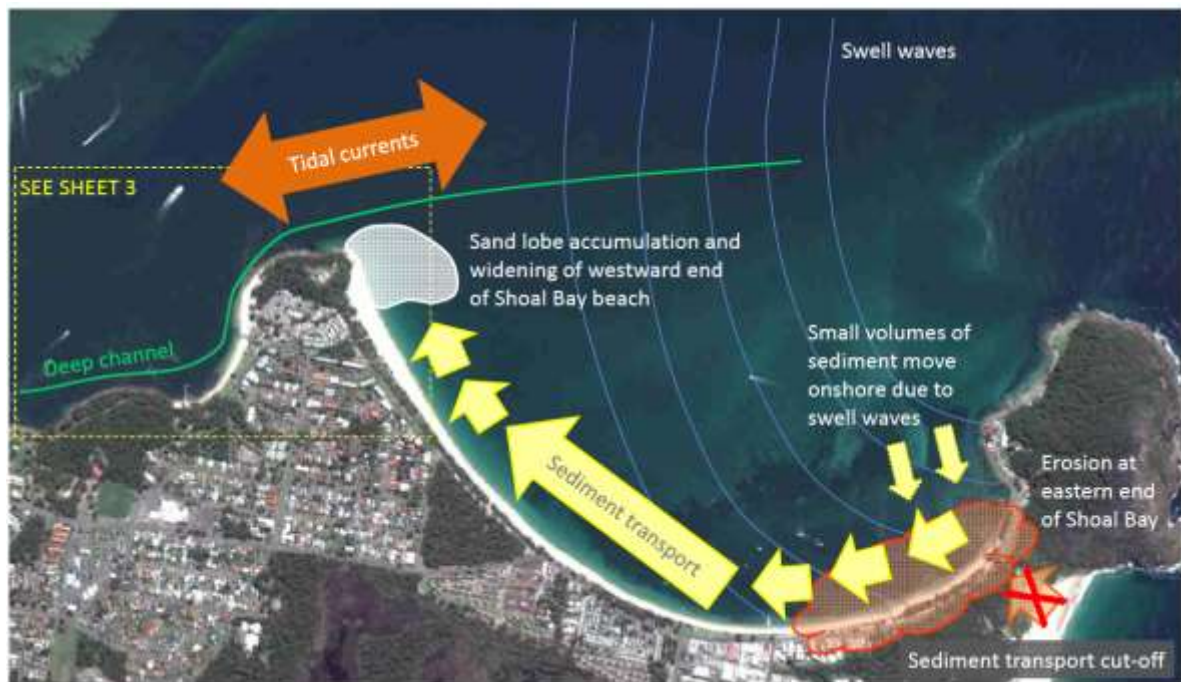 Swell waves
Tidal currents
SEE SHEET 3
Sand lobe accumulation and
widening of westward end
of Shoal Bay beach
Small volumes of
sediment move
onshore due to
swell waves
Deep channel
Erosion at
eastern end
of Shoal Bay
Sediment transport
Sediment transport cut-off